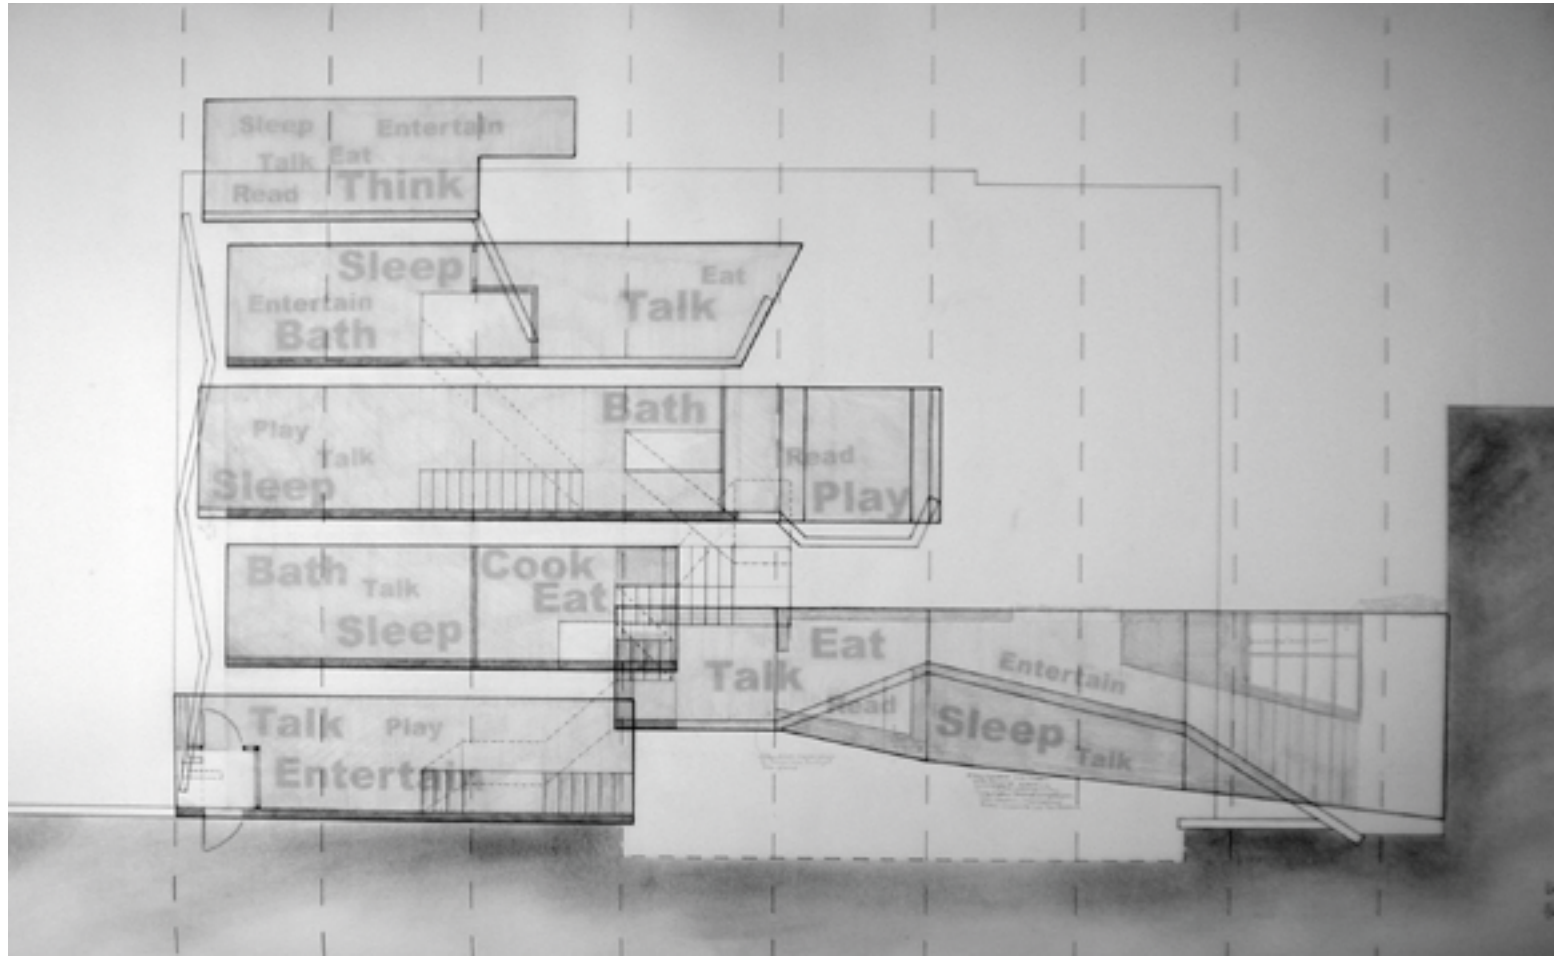 Sleep Entertain
Talk Eat
Read Think
Sleep
Eat
Entertain
Talk
Bath
Bath
Play
Talk
Read
Sleep
Play
Bath
Talk
Cook
Eat
Sleep
Eat
Talk
Entertain
Read
Sleep
Talk
Talk
Play
Entertain